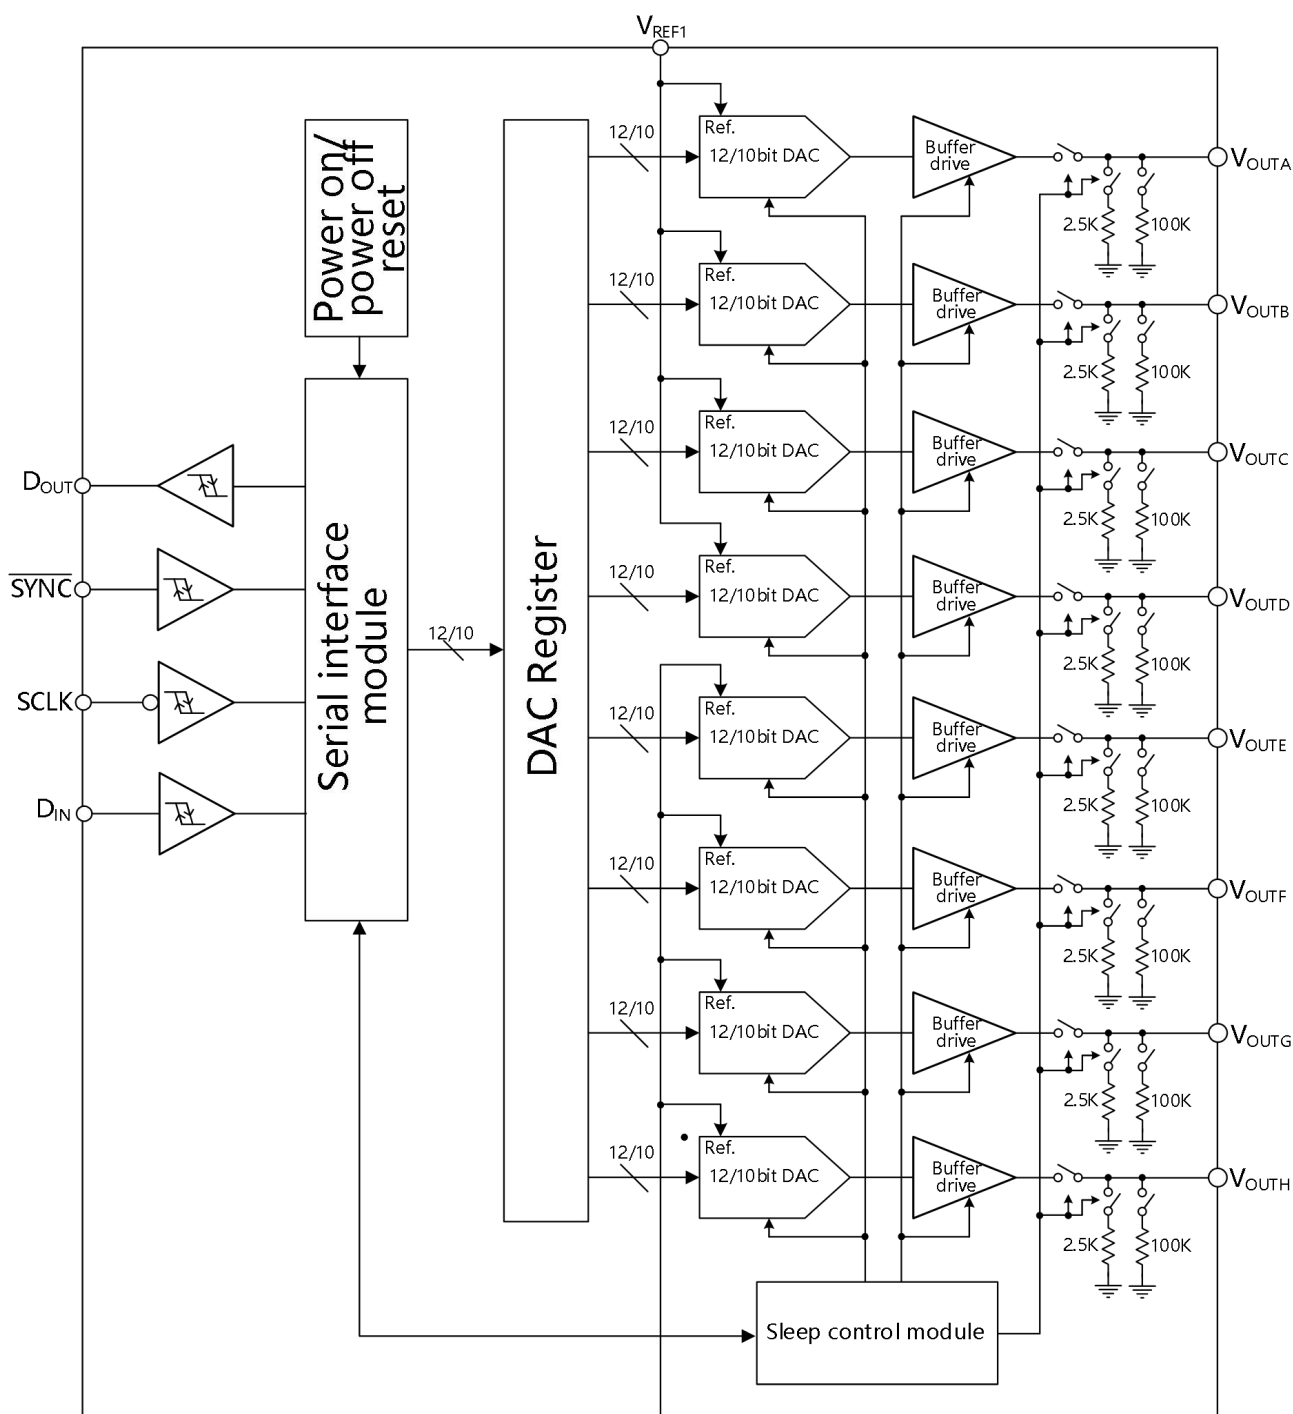 VREF1
Power on/
power off
reset
12/10
Ref.
12/10bit DAC
Buffer
drive
VOUTA
2.5K
100K
12/10
Ref.
12/10bit DAC
Buffer
drive
VOUTB
2.5K
100K
12/10
Ref.
12/10bit DAC
Buffer
drive
VOUTC
2.5K
100K
DOUT
SYNC
SCLK
DIN
Serial interface
module
12/10
DAC Register
12/10
Ref.
12/10bit DAC
Buffer
drive
VOUTD
2.5K
100K
12/10
Ref.
12/10bit DAC
Buffer
drive
VOUTE
2.5K
100K
12/10
Ref.
12/10bit DAC
Buffer
drive
VOUTF
2.5K
100K
12/10
Ref.
12/10bit DAC
Buffer
drive
VOUTG
2.5K
100K
12/10
Ref.
12/10bit DAC
Buffer
drive
VOUTH
2.5K
100K
Sleep control module